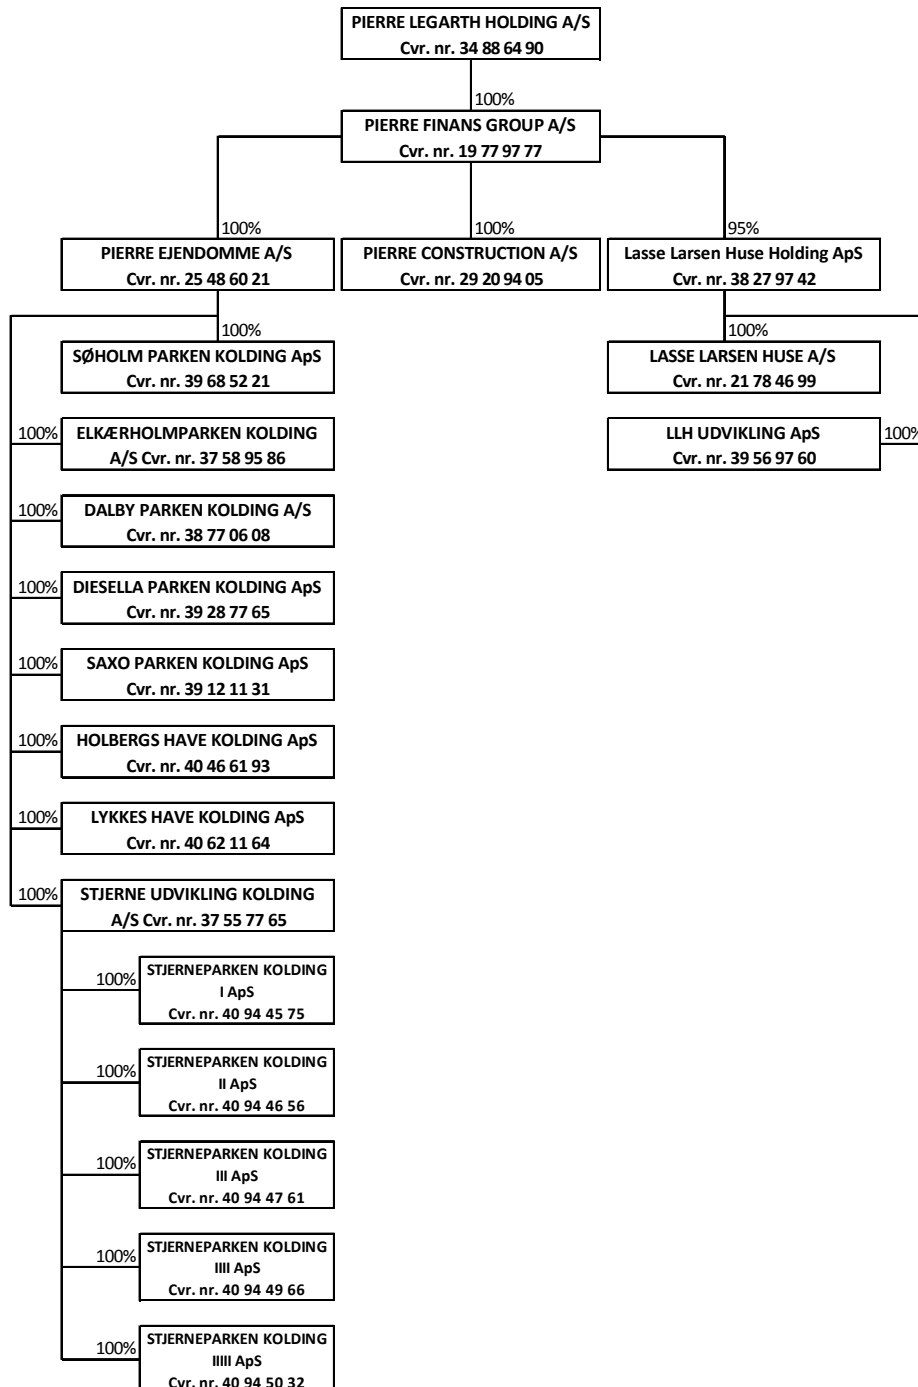 PIERRE LEGARTH HOLDING A/S
Cvr. nr. 34 88 64 90
100%
PIERRE FINANS GROUP A/S
Cvr. nr. 19 77 97 77
100%
100%
95%
PIERRE EJENDOMME A/S
Cvr. nr. 25 48 60 21
PIERRE CONSTRUCTION A/S
Cvr. nr. 29 20 94 05
Lasse Larsen Huse Holding ApS
Cvr. nr. 38 27 97 42
100%
100%
SØHOLM PARKEN KOLDING ApS
Cvr. nr. 39 68 52 21
LASSE LARSEN HUSE A/S
Cvr. nr. 21 78 46 99
100%
ELKÆRHOLMPARKEN KOLDING
A/S Cvr. nr. 37 58 95 86
LLH UDVIKLING ApS
Cvr. nr. 39 56 97 60
100%
100%
DALBY PARKEN KOLDING A/S
Cvr. nr. 38 77 06 08
100%
DIESELLA PARKEN KOLDING ApS
Cvr. nr. 39 28 77 65
100%
SAXO PARKEN KOLDING ApS
Cvr. nr. 39 12 11 31
100%
HOLBERGS HAVE KOLDING ApS
Cvr. nr. 40 46 61 93
100%
LYKKES HAVE KOLDING ApS
Cvr. nr. 40 62 11 64
100%
STJERNE UDVIKLING KOLDING
A/S Cvr. nr. 37 55 77 65
100%
STJERNEPARKEN KOLDING
I ApS
Cvr. nr. 40 94 45 75
100%
STJERNEPARKEN KOLDING
II ApS
Cvr. nr. 40 94 46 56
100%
STJERNEPARKEN KOLDING
III ApS
Cvr. nr. 40 94 47 61
100%
STJERNEPARKEN KOLDING
IIII ApS
Cvr. nr. 40 94 49 66
100%
STJERNEPARKEN KOLDING
IIIII ApS
Cvr. nr. 40 94 50 32